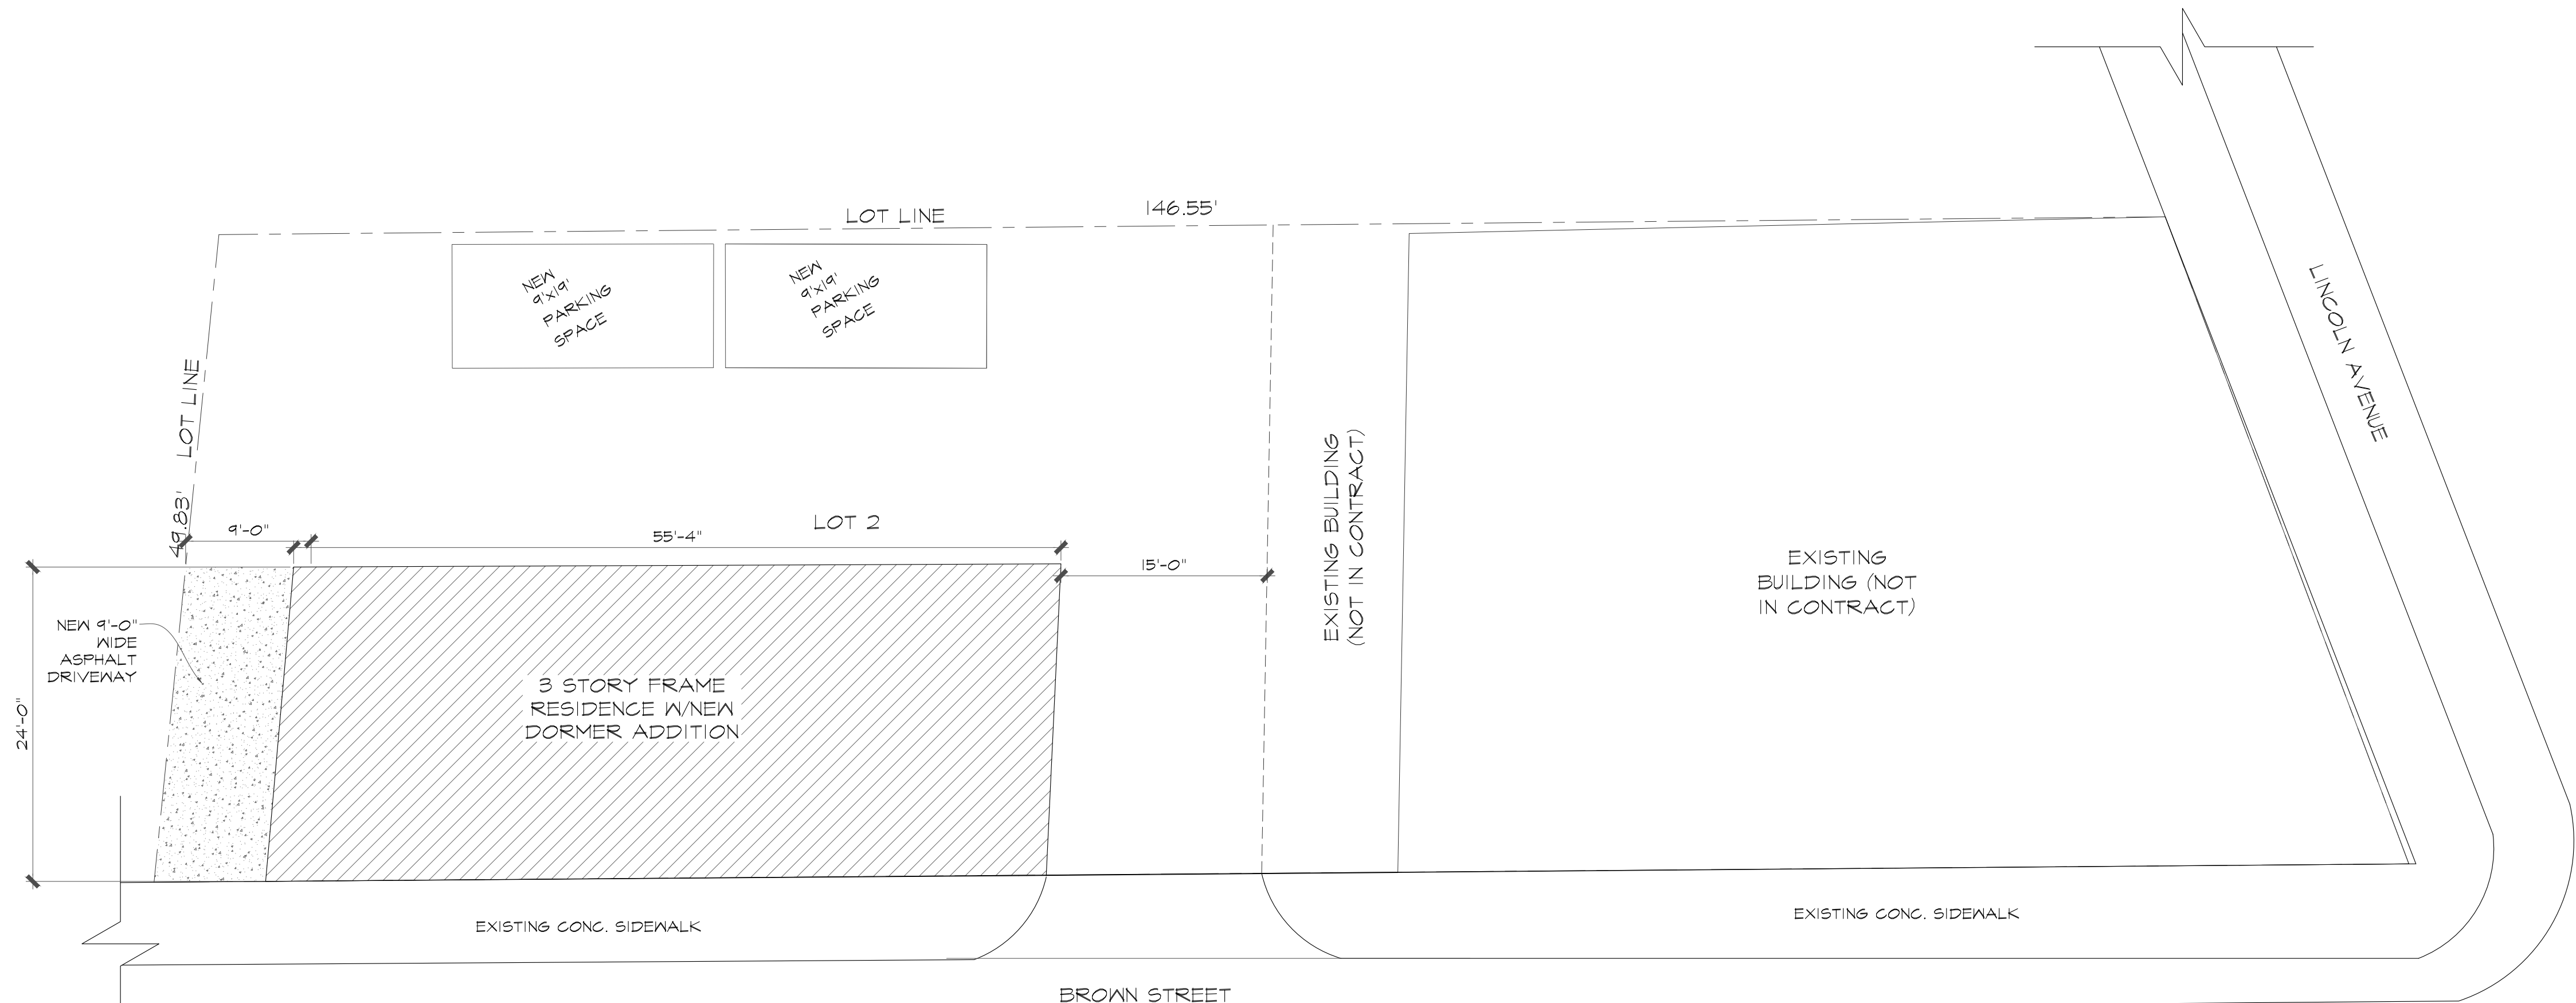 LOT LINE
146.55'
NEW
9'x19'
PARKING
SPACE
NEW
9'x19'
PARKING
SPACE
LINCOLN AVENUE
LOT LINE
49.83'
9'-0"
55'-4"
LOT 2
15'-0"
EXISTING BUILDING
(NOT IN CONTRACT)
EXISTING
BUILDING (NOT
IN CONTRACT)
NEW 9'-0"
WIDE
ASPHALT
DRIVEWAY
24'-0"
3 STORY FRAME
RESIDENCE W/NEW
DORMER ADDITION
EXISTING CONC. SIDEWALK
EXISTING CONC. SIDEWALK
BROWN STREET